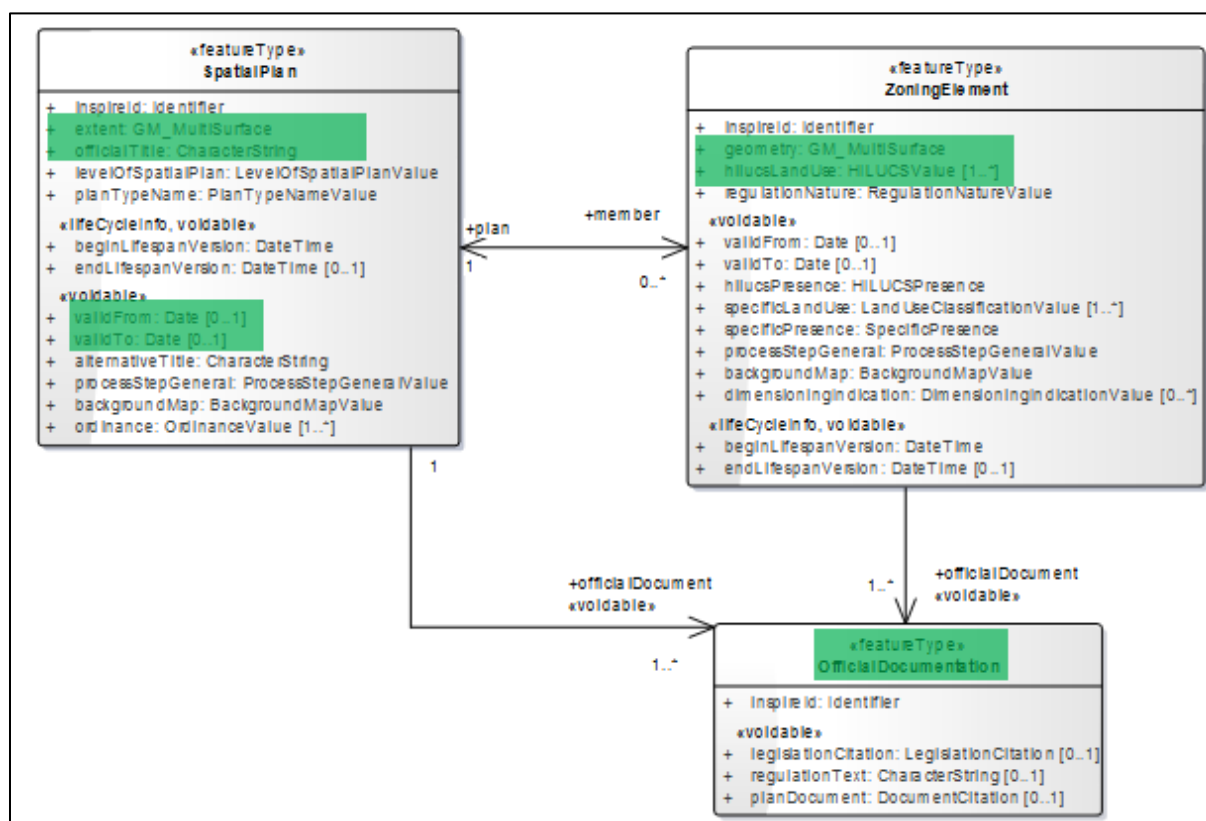 «featureType»
SpatialPlan
+ inspireId: Identifier
+ extent: GM_MultiSurface
+ officialTitle: CharacterString
+ levelOfSpatialPlan: LevelOfSpatialPlanValue
+ planTypeName: PlanTypeNameValue
«lifeCycleInfo, voidable»
+ beginLifespanVersion: DateTime
+ endLifespanVersion: DateTime [0..1]
«voidable»
+ validFrom: Date [0..1]
+ validTo: Date [0..1]
+ alternativeTitle: CharacterString
+ processStepGeneral: ProcessStepGeneralValue
+ backgroundMap: BackgroundMapValue
+ ordinance: OrdinanceValue [1..*]
+plan
1
+member
0..*
«featureType»
ZoningElement
+ inspireId: Identifier
+ geometry: GM_MultiSurface
+ hilucsLandUse: HILUCSValue [1..*]
+ regulationNature: RegulationNatureValue
«voidable»
+ validFrom: Date [0..1]
+ validTo: Date [0..1]
+ hilucsPresence: HILUCSPresence
+ specificLandUse: LandUseClassificationValue [1..*]
+ specificPresence: SpecificPresence
+ processStepGeneral: ProcessStepGeneralValue
+ backgroundMap: BackgroundMapValue
+ dimensioningIndication: DimensioningIndicationValue [0..*]
«lifeCycleInfo, voidable»
+ beginLifespanVersion: DateTime
+ endLifespanVersion: DateTime [0..1]
1
+officialDocument
«voidable»
1..*
1..*
+officialDocument
«voidable»
«featureType»
OfficialDocumentation
+ inspireId: Identifier
«voidable»
+ legislationCitation: LegislationCitation [0..1]
+ regulationText: CharacterString [0..1]
+ planDocument: DocumentCitation [0..1]